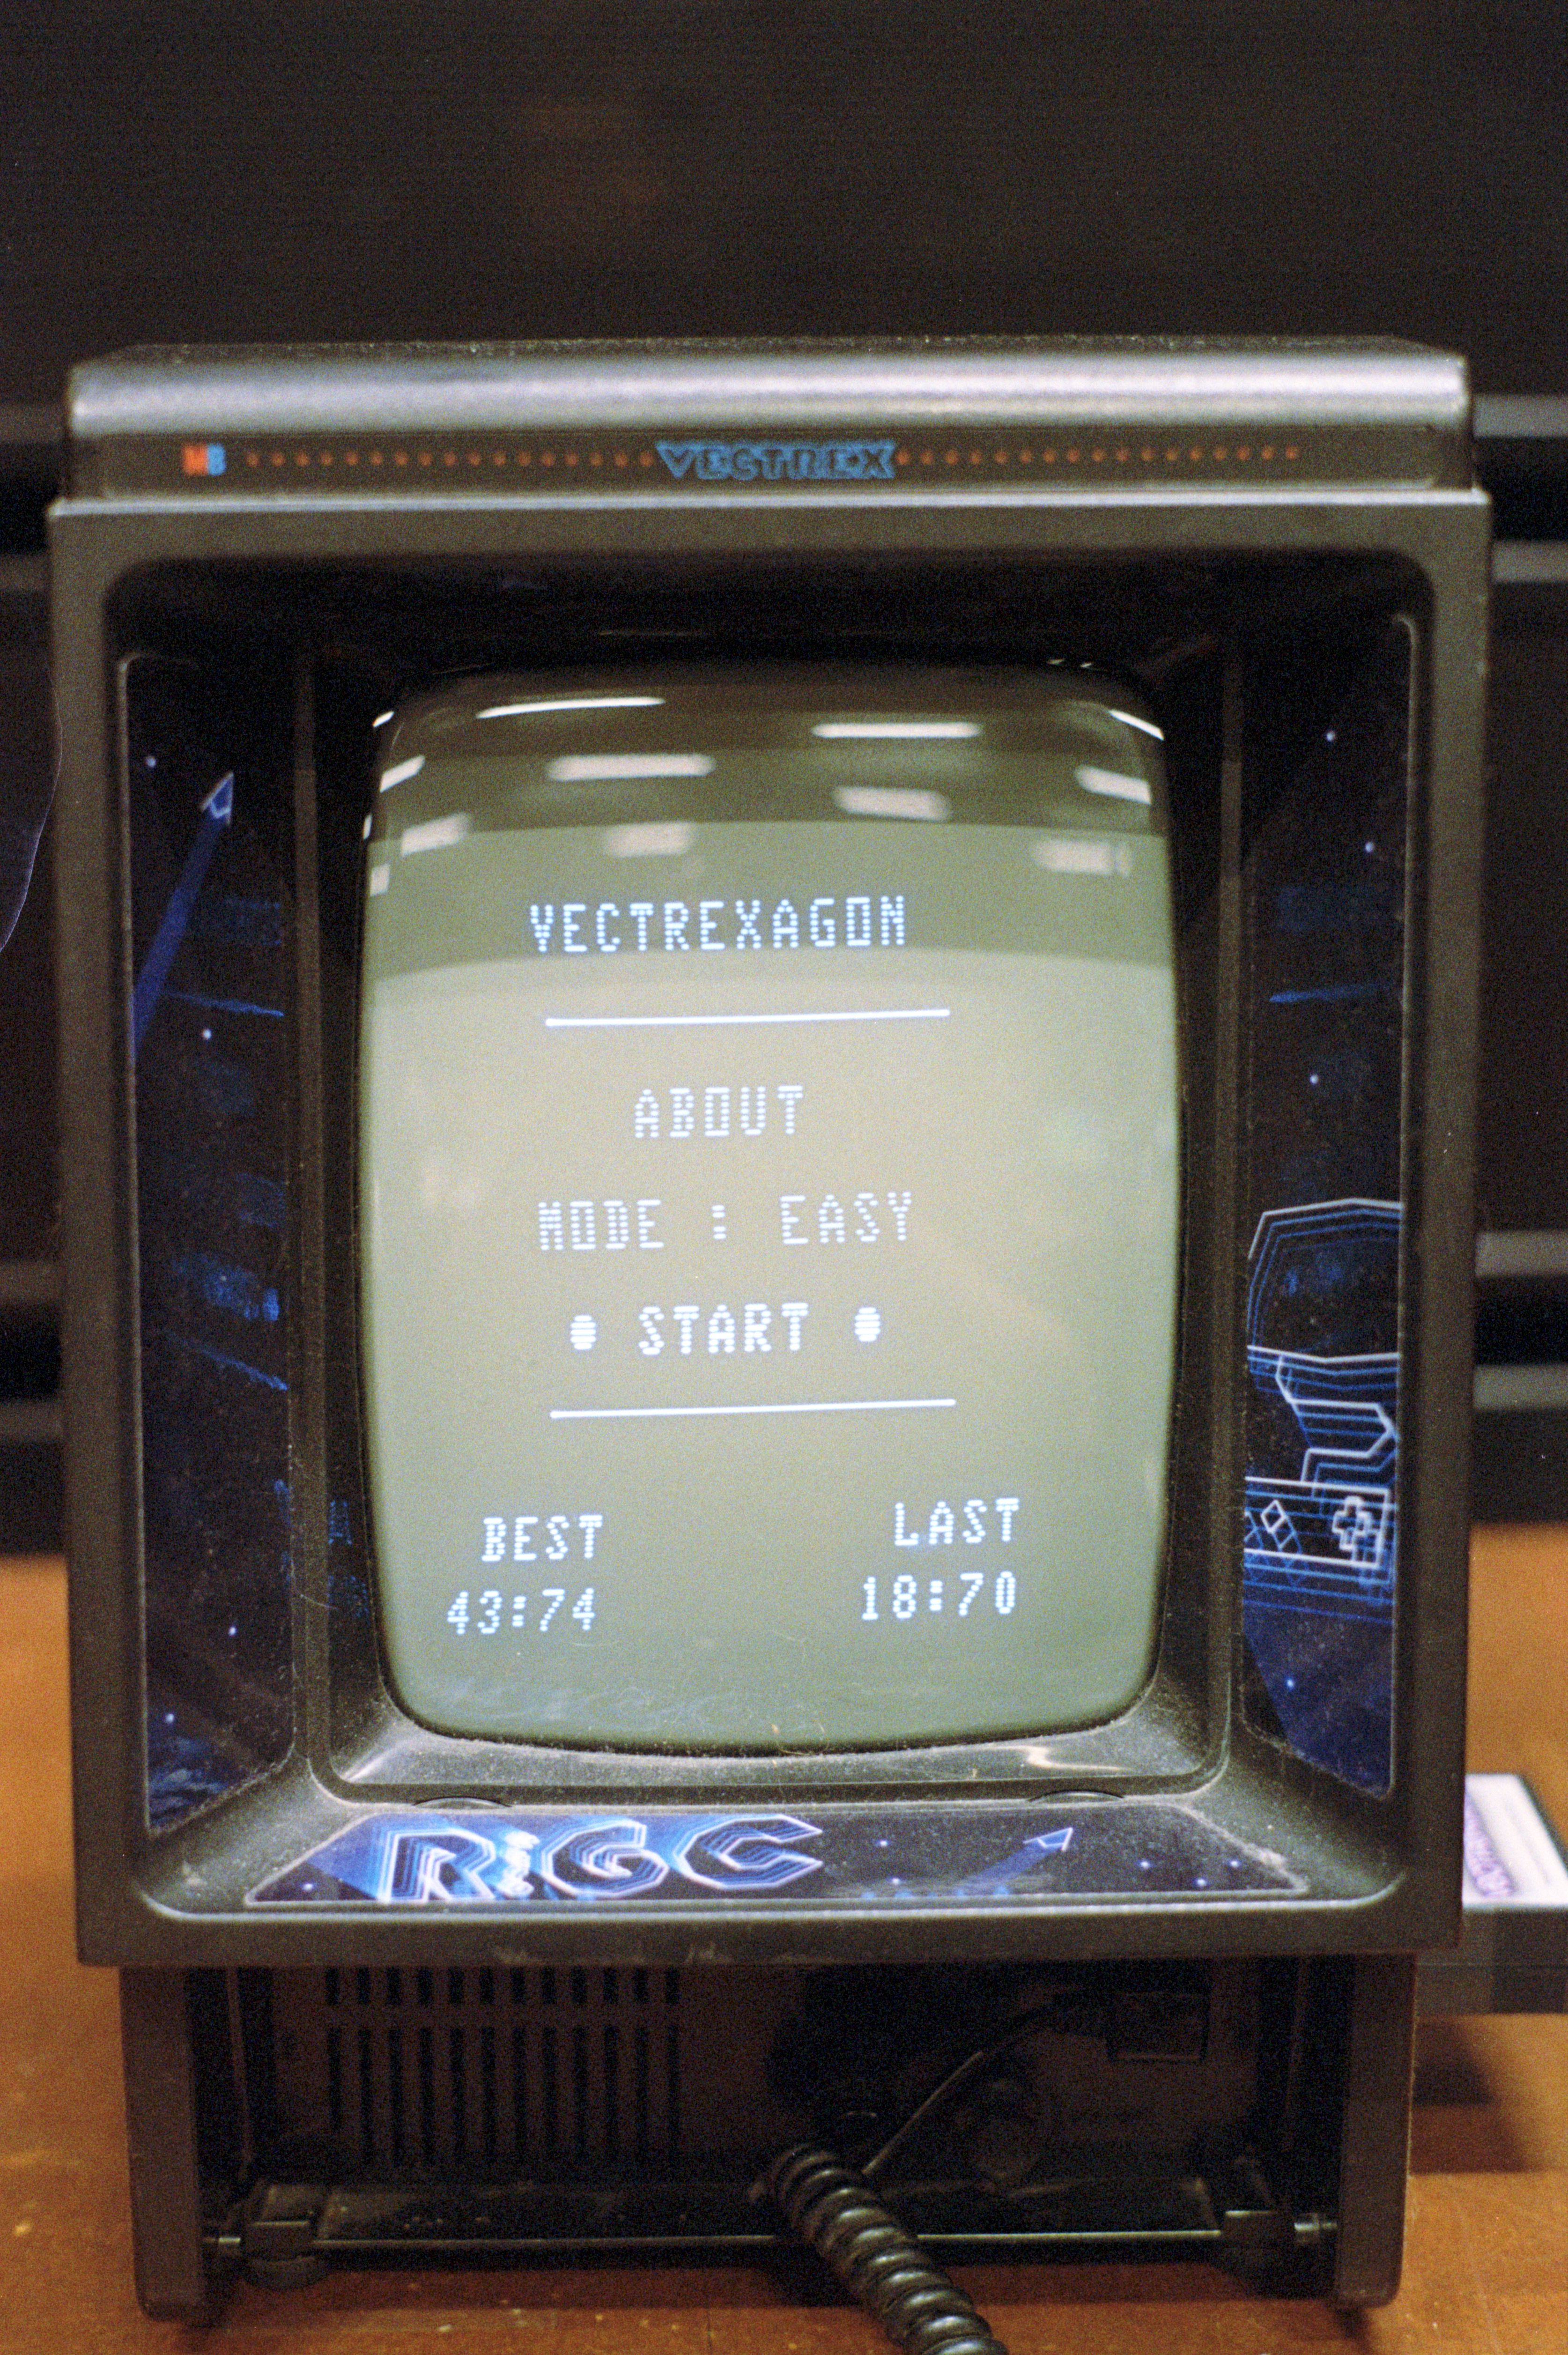 MB VECTREX
VECTREXAGON
ABOUT
MODE : EASY
START
BEST LAST
43:74 18:70
RGC